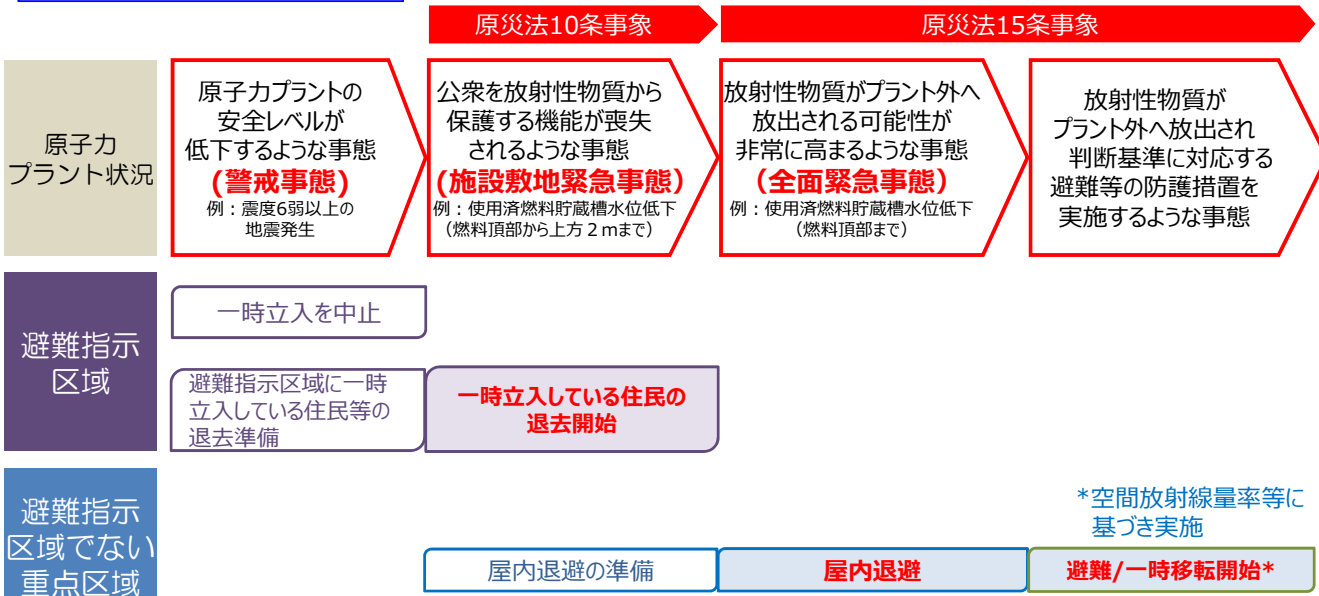 原災法10条事象
原災法15条事象
原子力
プラント状況
原子力プラントの
安全レベルが
低下するような事態
(警戒事態)
例：震度6弱以上の
地震発生
公衆を放射性物質から
保護する機能が喪失
されるような事態
(施設敷地緊急事態)
例：使用済燃料貯蔵槽水位低下
（燃料頂部から上方２ｍまで）
放射性物質がプラント外へ
放出される可能性が
非常に高まるような事態
（全面緊急事態）
例：使用済燃料貯蔵槽水位低下
（燃料頂部まで）
放射性物質が
プラント外へ放出され
判断基準に対応する
避難等の防護措置を
実施するような事態
避難指示
区域
一時立入を中止
避難指示区域に一時
立入している住民等の
退去準備
一時立入している住民の
退去開始
避難指示
区域でない
重点区域
*空間放射線量率等に
基づき実施
屋内退避の準備
屋内退避
避難/一時移転開始*